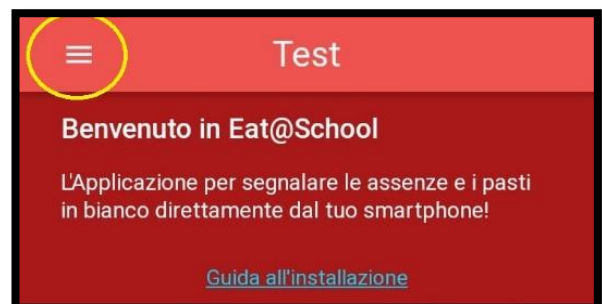 Test
Benvenuto in Eat@School
L'Applicazione per segnalare le assenze e i pasti
in bianco direttamente dal tuo smartphone!
Guida all'installazione